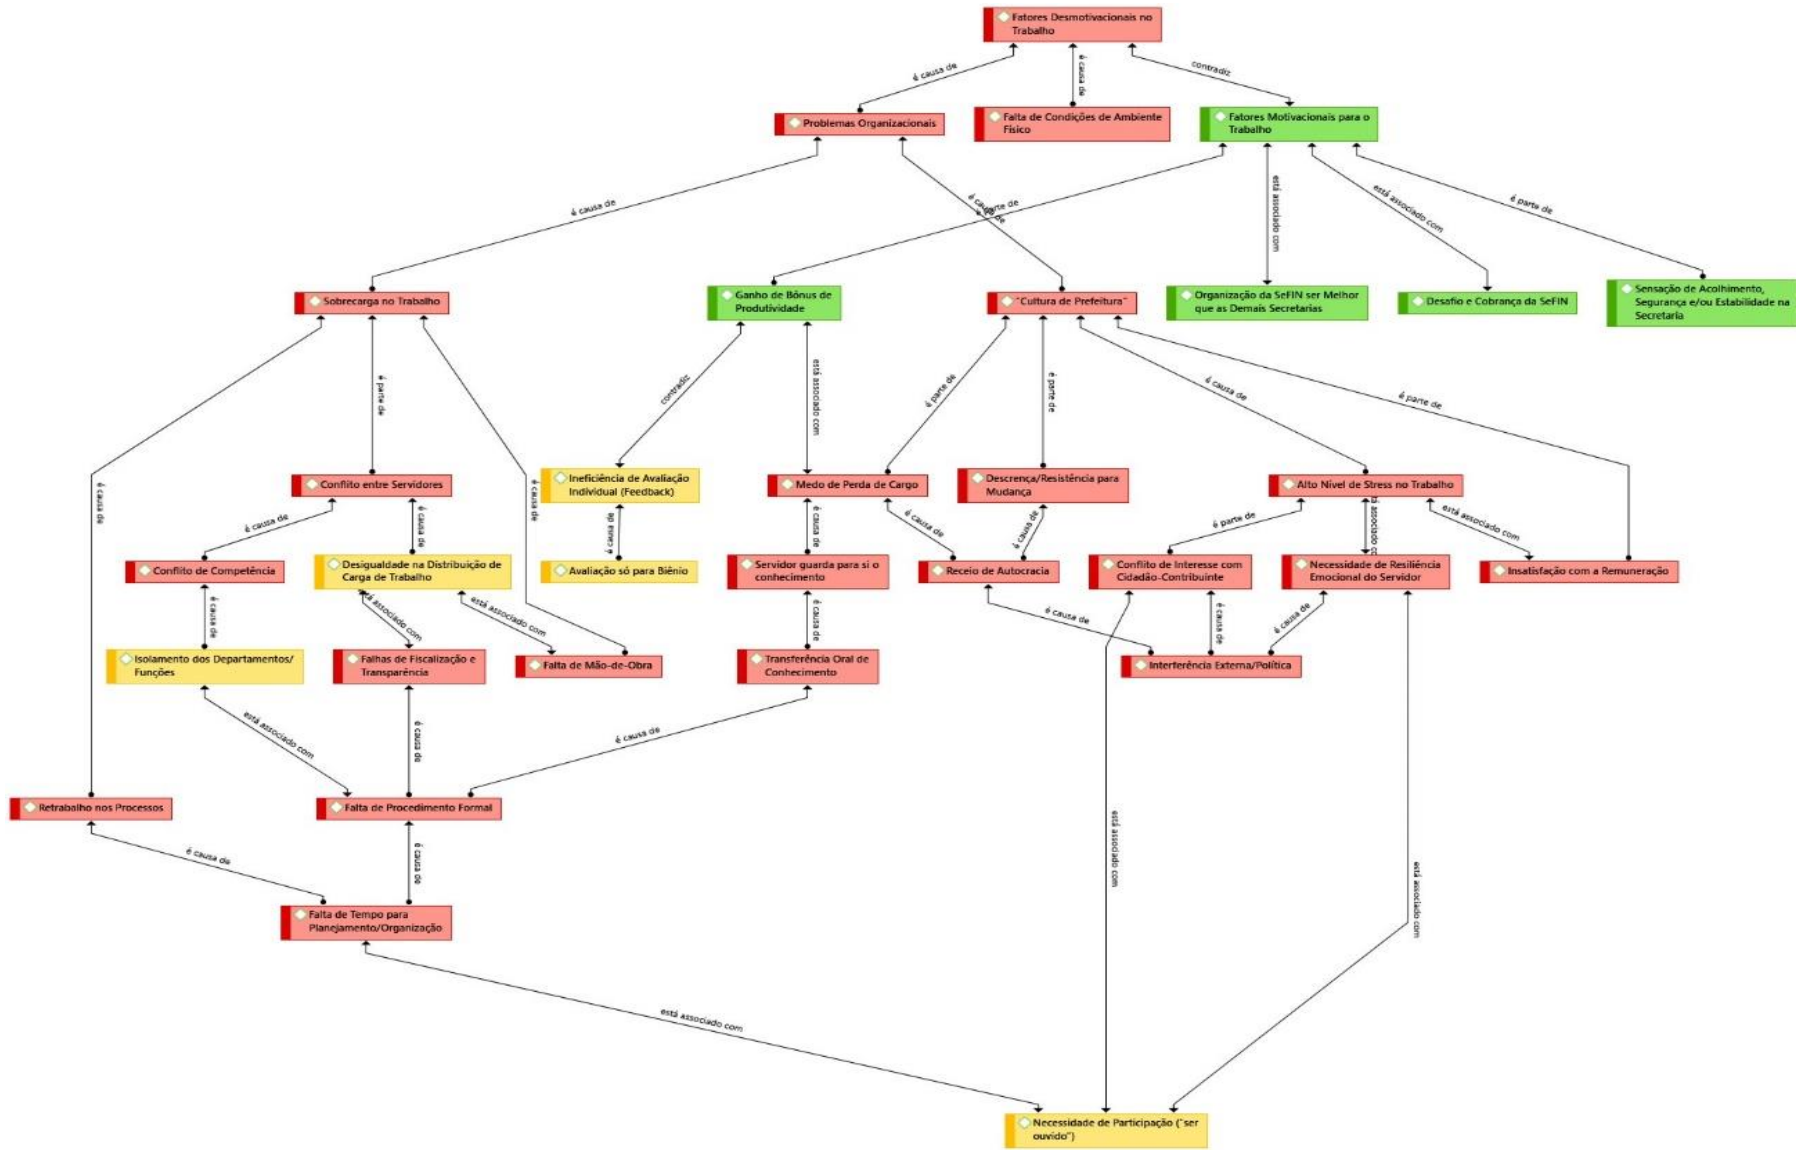 Fatores Desmotivacionais no
Trabalho
é causa de
é causa de
contradiz
Problemas Organizacionais
Falta de Condições de Ambiente
Físico
Fatores Motivacionais para o
Trabalho
é causa de
é causa de
é parte de
está associado com
está associado com
é parte de
Sobrecarga no Trabalho
Ganho de Bônus de
Produtividade
"Cultura de Prefeitura"
Organização da SeFIN ser Melhor
que as Demais Secretarias
Desafio e Cobrança da SeFIN
Sensação de Acolhimento,
Segurança e/ou Estabilidade na
Secretaria
é causa de
é parte de
é causa de
contradiz
está associado com
é parte de
é parte de
é causa de
é parte de
Conflito entre Servidores
Ineficiência de Avaliação
Individual (Feedback)
Medo de Perda de Cargo
Descrença/Resistência para
Mudança
Alto Nível de Stress no Trabalho
é causa de
é causa de
é causa de
é causa de
é causa de
é causa de
é parte de
está associado com
Conflito de Competência
Desigualdade na Distribuição de
Carga de Trabalho
Avaliação só para Biênio
Servidor guarda para si o
conhecimento
Receio de Autocracia
Conflito de Interesse com
Cidadão-Contribuinte
Necessidade de Resiliência
Emocional do Servidor
Insatisfação com a Remuneração
é causa de
está associado com
está associado com
é causa de
é causa de
é causa de
é causa de
Isolamento dos Departamentos/
Funções
Falhas de Fiscalização e
Transparência
Falta de Mão-de-Obra
Transferência Oral de
Conhecimento
Interferência Externa/Política
está associado com
é causa de
é causa de
Retrabalho nos Processos
Falta de Procedimento Formal
é causa de
é causa de
está associado com
está associado com
Falta de Tempo para
Planejamento/Organização
está associado com
Necessidade de Participação ("ser
ouvido")